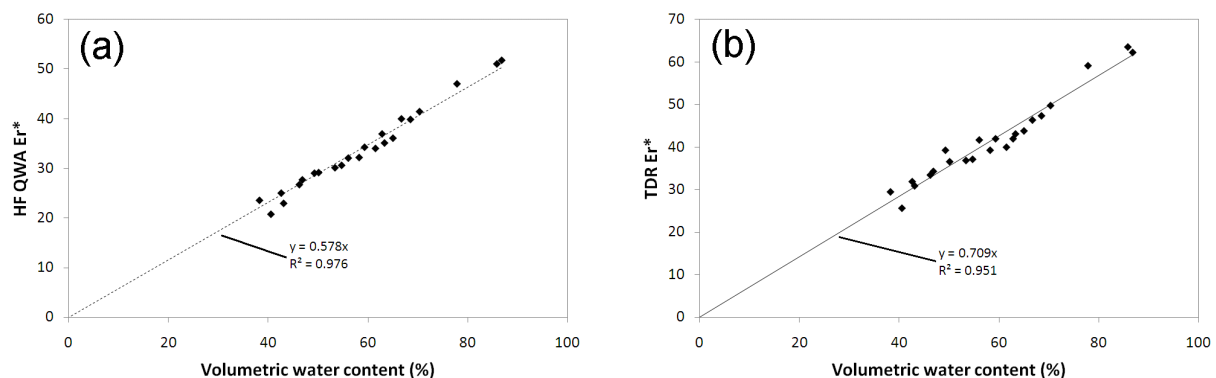 (a)
HF QWA Er*
60
50
40
30
20
10
0
y = 0.578x
R² = 0.976
0 20 40 60 80 100
Volumetric water content (%)
(b)
TDR Er*
70
60
50
40
30
20
10
0
y = 0.709x
R² = 0.951
0 20 40 60 80 100
Volumetric water content (%)